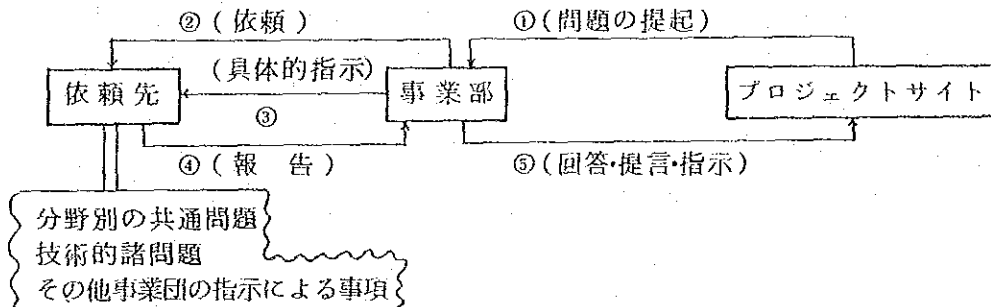 ②(依頼)
①(問題の提起)
(具体的指示)
依頼先
事業部
プロジェクトサイト
③
④(報 告)
⑤(回答・提言・指示)
分野別の共通問題
技術的諸問題
その他事業団の指示による事項